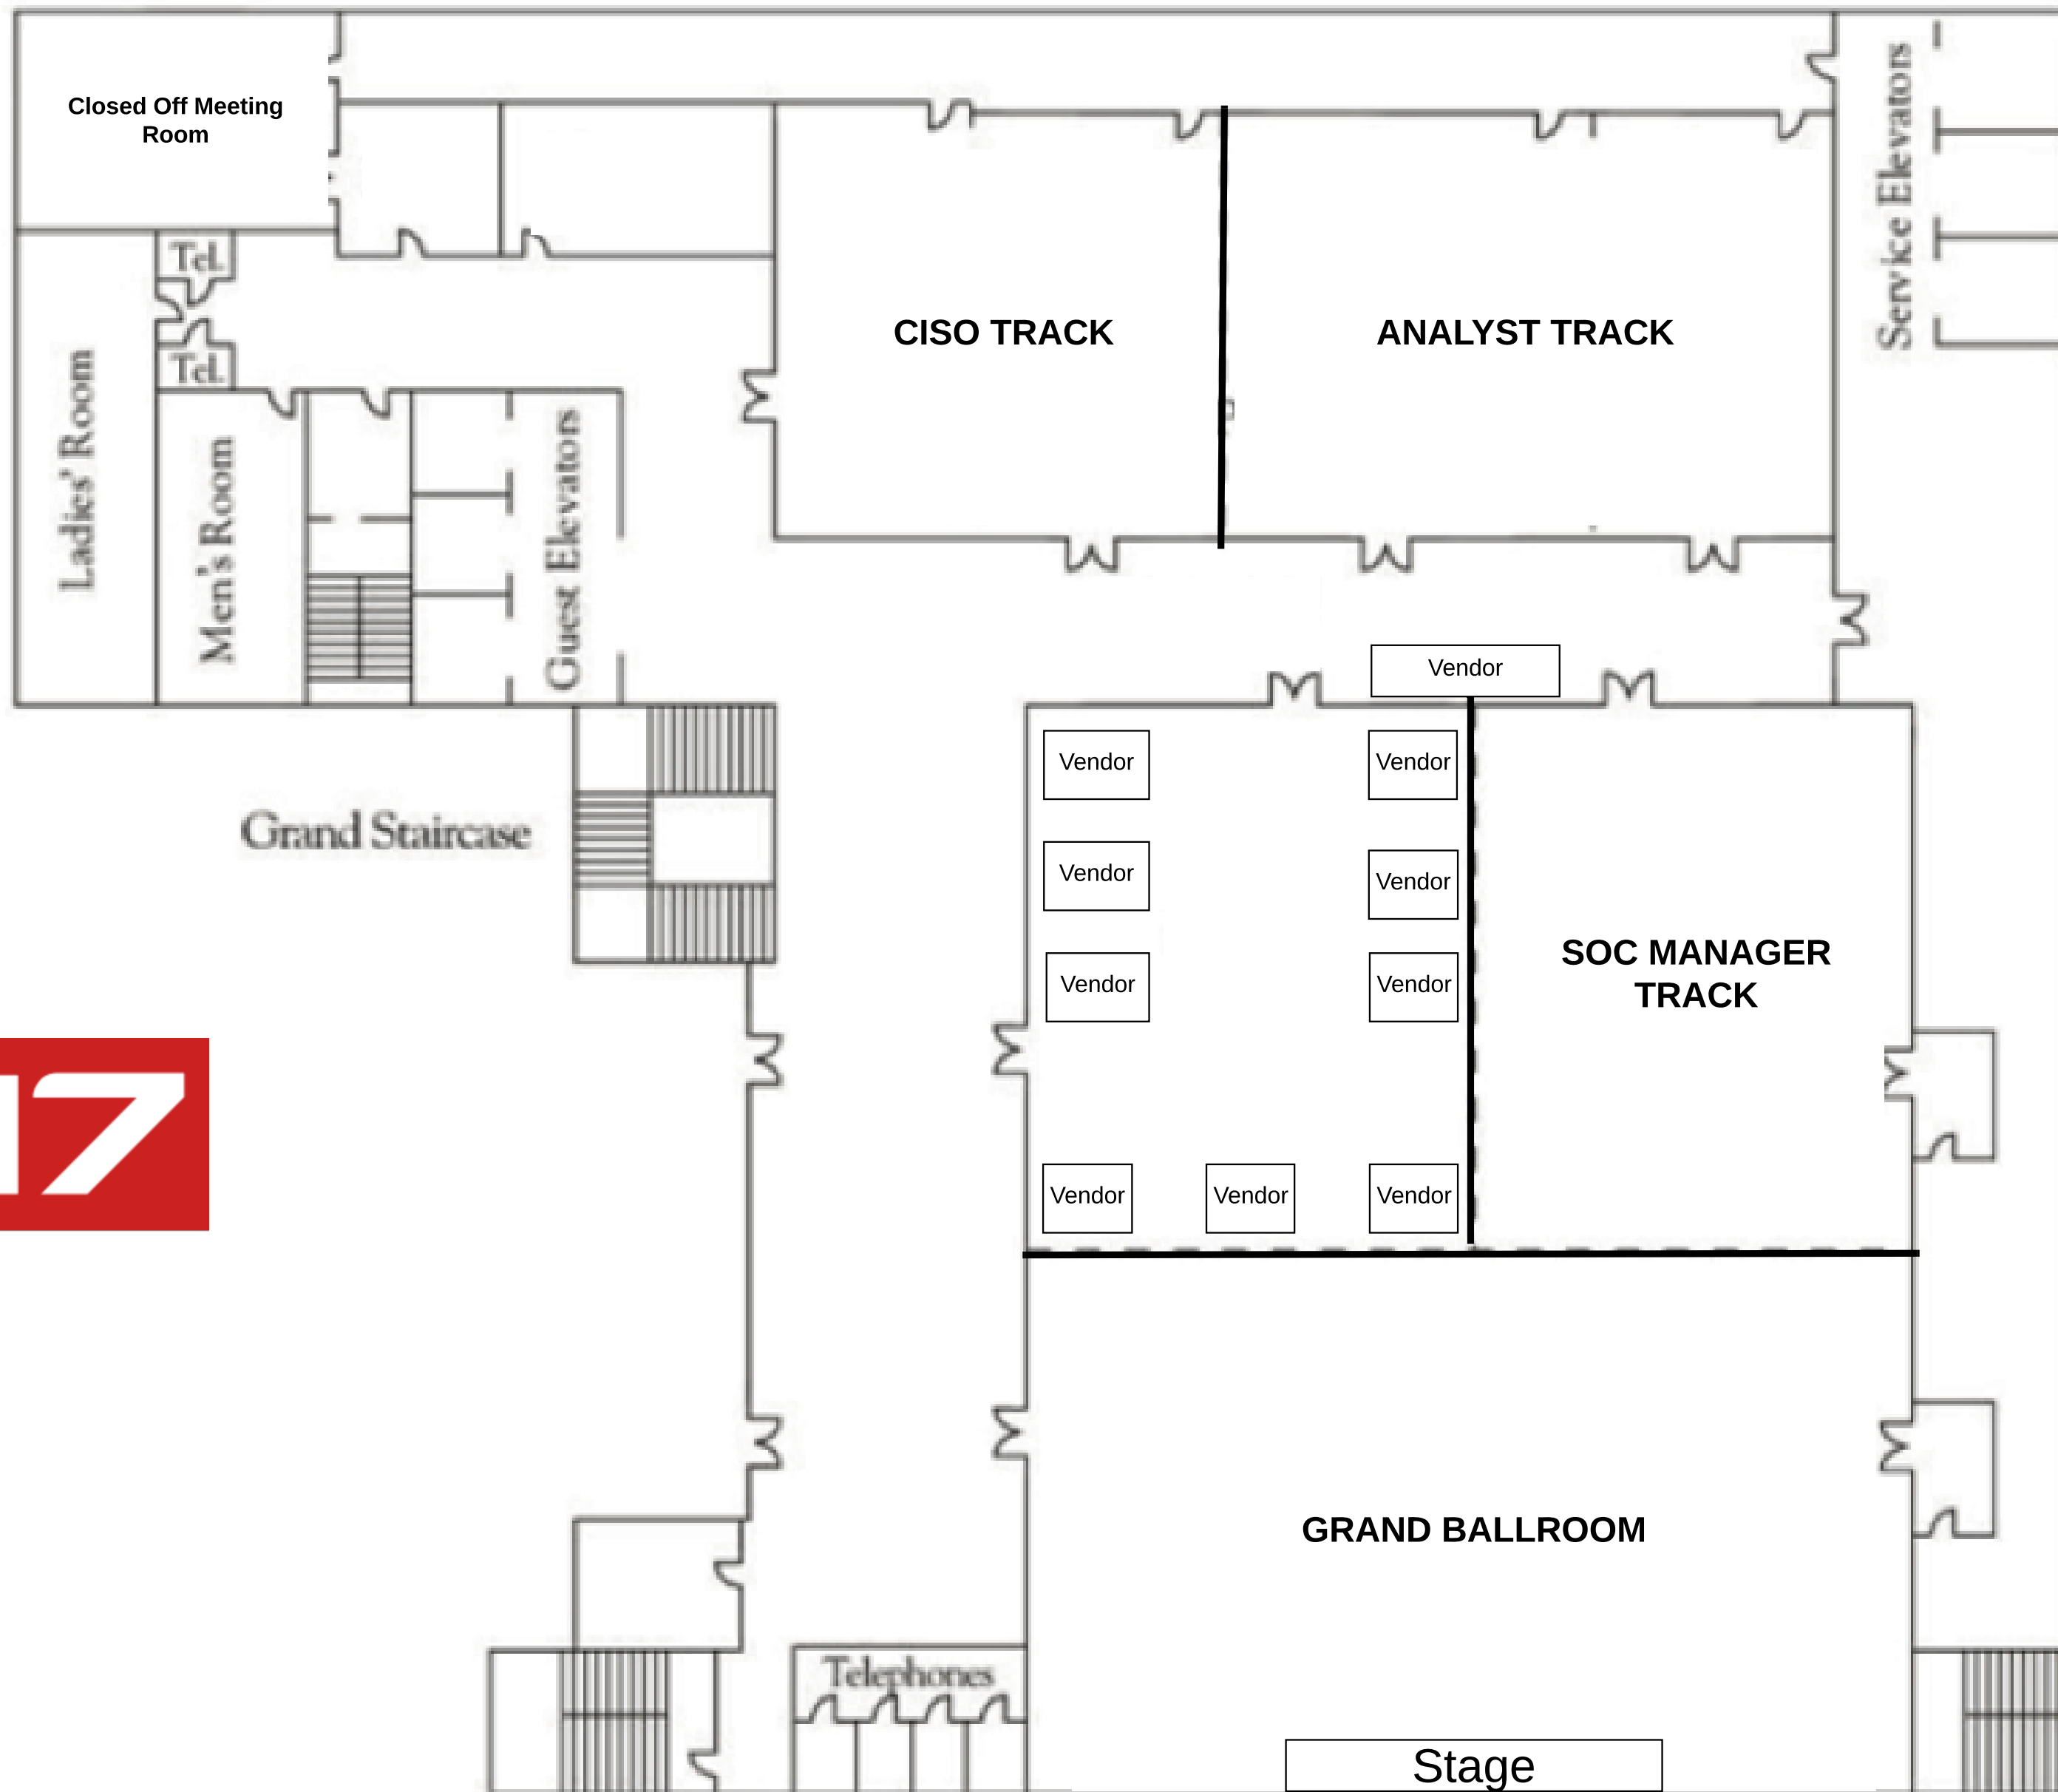 Closed Off Meeting
Room
Service Elevators
Tel.
Tel.
CISO TRACK
ANALYST TRACK
Ladies' Room
Men's Room
Guest Elevators
Vendor
Vendor
Vendor
Grand Staircase
Vendor
Vendor
SOC MANAGER
TRACK
Vendor
Vendor
17
Vendor
Vendor
Vendor
GRAND BALLROOM
Telephones
Stage